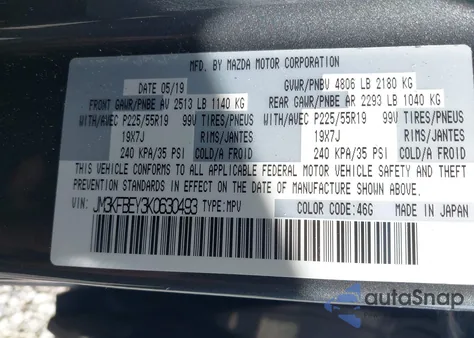 MFD. BY MAZDA MOTOR CORPORATION
DATE 05/19 GVWR/PNBV 4806 LB 2180 KG
FRONT GAWR/PNBE AV 2513 LB 1140 KG REAR GAWR/PNBE AR 2293 LB 1040 KG
WITH/AVEC P225/55R19 99V TIRES/PNEUS WITH/AVEC P225/55R19 99V TIRES/PNEUS
19X7J RIMS/JANTES 19X7J RIMS/JANTES
240 KPA/35 PSI COLD/A FROID 240 KPA/35 PSI COLD/A FROID
THIS VEHICLE CONFORMS TO ALL APPLICABLE FEDERAL MOTOR VEHICLE SAFETY AND THEFT
PREVENTION STANDARDS IN EFFECT ON THE DATE OF MANUFACTURE SHOWN ABOVE.
VIN: JM3KFBEY3K0630493 TYPE: MPV COLOR CODE: 46G MADE IN JAPAN
autoSnap